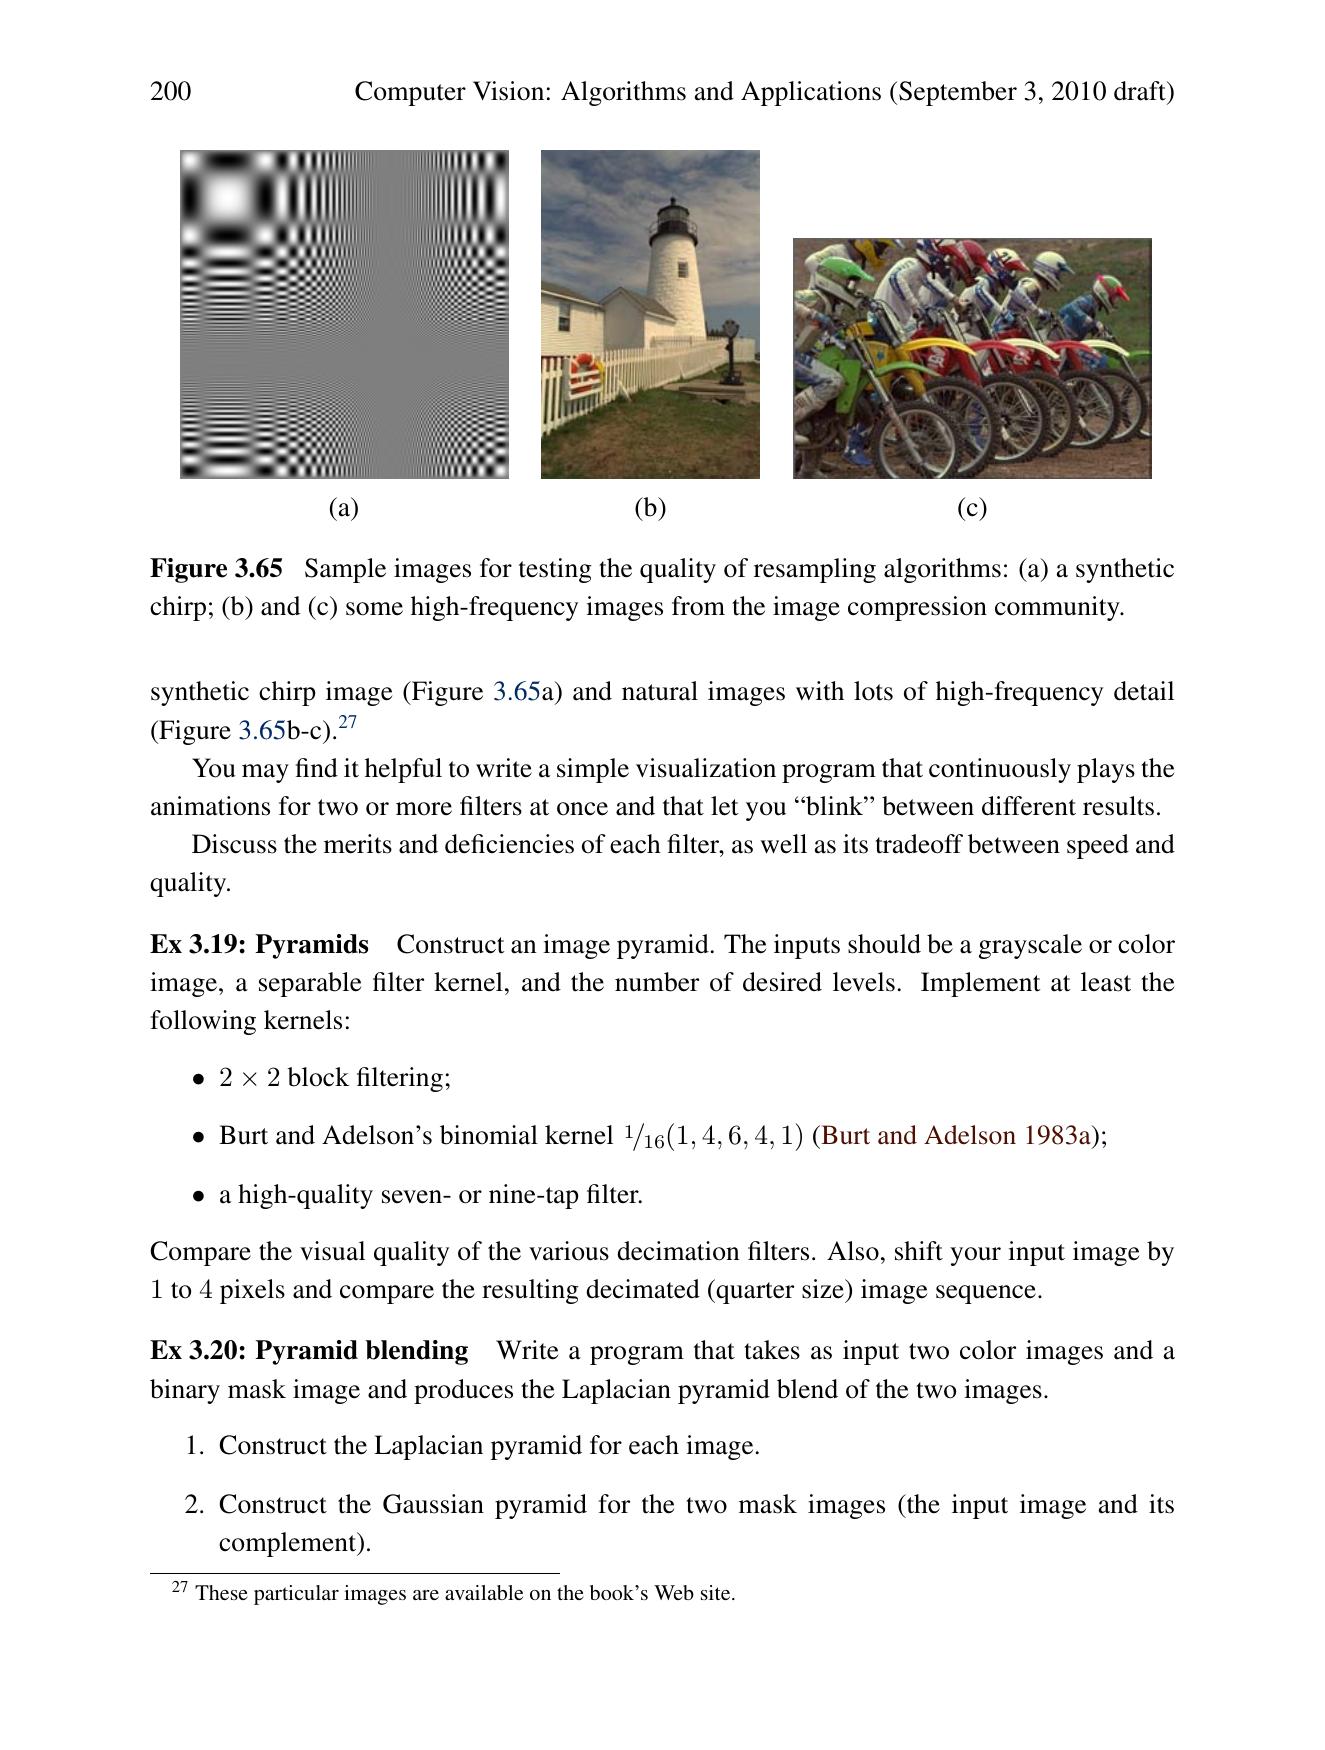 200 Computer Vision: Algorithms and Applications (September 3, 2010 draft)
(a) (b) (c)
Figure 3.65 Sample images for testing the quality of resampling algorithms: (a) a synthetic
chirp; (b) and (c) some high-frequency images from the image compression community.
synthetic chirp image (Figure 3.65a) and natural images with lots of high-frequency detail
(Figure 3.65b-c).27
You may find it helpful to write a simple visualization program that continuously plays the
animations for two or more filters at once and that let you “blink” between different results.
Discuss the merits and deficiencies of each filter, as well as its tradeoff between speed and
quality.
Ex 3.19: Pyramids Construct an image pyramid. The inputs should be a grayscale or color
image, a separable filter kernel, and the number of desired levels. Implement at least the
following kernels:
• 2 × 2 block filtering;
• Burt and Adelson’s binomial kernel 1/16(1, 4, 6, 4, 1) (Burt and Adelson 1983a);
• a high-quality seven- or nine-tap filter.
Compare the visual quality of the various decimation filters. Also, shift your input image by
1 to 4 pixels and compare the resulting decimated (quarter size) image sequence.
Ex 3.20: Pyramid blending Write a program that takes as input two color images and a
binary mask image and produces the Laplacian pyramid blend of the two images.
1. Construct the Laplacian pyramid for each image.
2. Construct the Gaussian pyramid for the two mask images (the input image and its
complement).
27 These particular images are available on the book’s Web site.